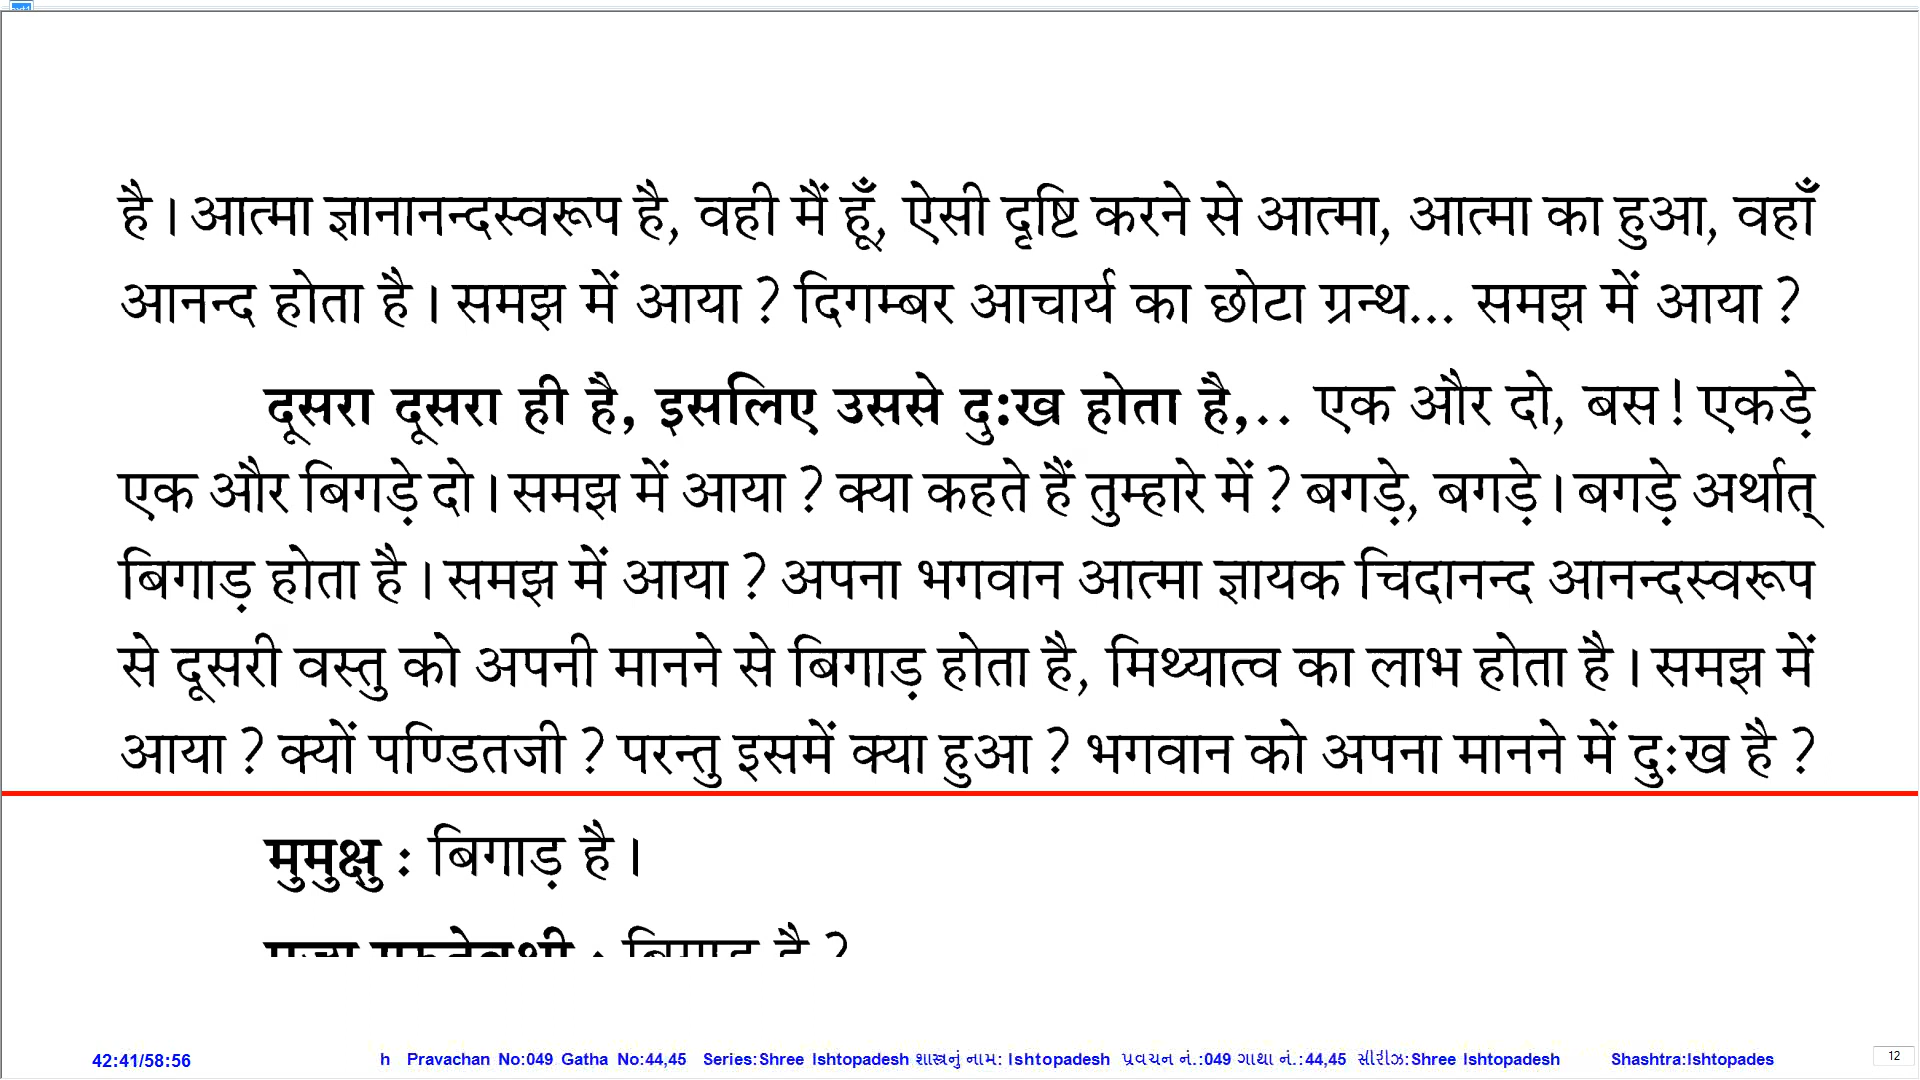 है। आत्मा ज्ञानानन्दस्वरूप है, वही मैं हूँ, ऐसी दृष्टि करने से आत्मा, आत्मा का हुआ, वहाँ
आनन्द होता है। समझ में आया ? दिगम्बर आचार्य का छोटा ग्रन्थ... समझ में आया ?
दूसरा दूसरा ही है, इसलिए उससे दुःख होता है,.. एक और दो, बस! एकड़े
एक और बिगड़े दो। समझ में आया ? क्या कहते हैं तुम्हारे में ? बगड़े, बगड़े। बगड़े अर्थात्
बिगाड़ होता है। समझ में आया ? अपना भगवान आत्मा ज्ञायक चिदानन्द आनन्दस्वरूप
से दूसरी वस्तु को अपनी मानने से बिगाड़ होता है, मिथ्यात्व का लाभ होता है। समझ में
आया ? क्यों पण्डितजी ? परन्तु इसमें क्या हुआ ? भगवान को अपना मानने में दुःख है ?
मुमुक्षु : बिगाड़ है।
पूज्य गुरुदेवश्री : बिगाड़ है ?
42:41/58:56 h Pravachan No:049 Gatha No:44,45 Series:Shree Ishtopadesh શાસ્ત્રનું નામ: Ishtopadesh પ્રવચન નં.:049 ગાથા નં.:44,45 સીરીઝ:Shree Ishtopadesh Shashtra:Ishtopades 12